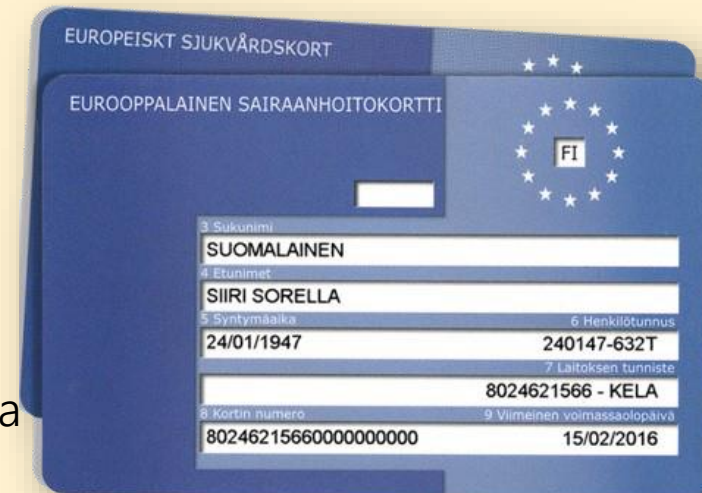 EUROPEISKT SJUKVÅRDSKORT
EUROOPPALAINEN SAIRAANHOITOKORTTI
FI
3 Sukunimi
SUOMALAINEN
4 Etunimet
SIIRI SORELLA
5 Syntymäaika 6 Henkilötunnus
24/01/1947 240147-632T
7 Laitoksen tunniste
8024621566 - KELA
a
8 Kortin numero 9 Viimeinen voimassaolopäivä
80246215660000000000 15/02/2016